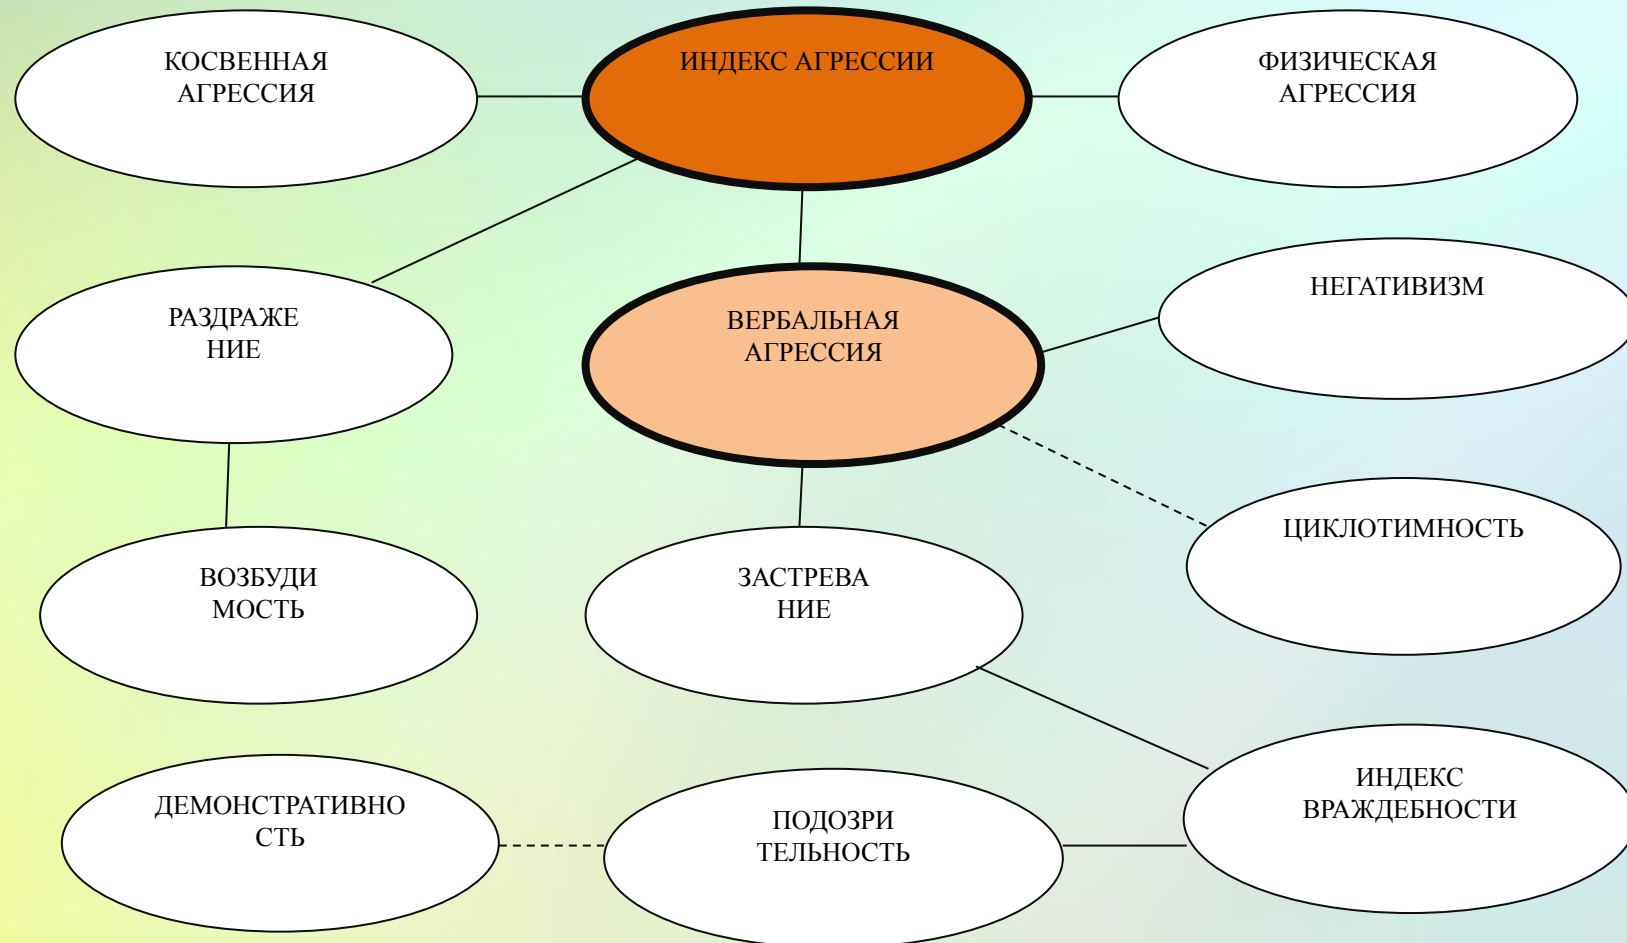 КОСВЕННАЯ
АГРЕССИЯ
ИНДЕКС АГРЕССИИ
ФИЗИЧЕСКАЯ
АГРЕССИЯ
РАЗДРАЖЕ
НИЕ
ВЕРБАЛЬНАЯ
АГРЕССИЯ
НЕГАТИВИЗМ
ЦИКЛОТИМНОСТЬ
ВОЗБУДИ
МОСТЬ
ЗАСТРЕВА
НИЕ
ДЕМОНСТРАТИВНО
СТЬ
ПОДОЗРИ
ТЕЛЬНОСТЬ
ИНДЕКС
ВРАЖДЕБНОСТИ